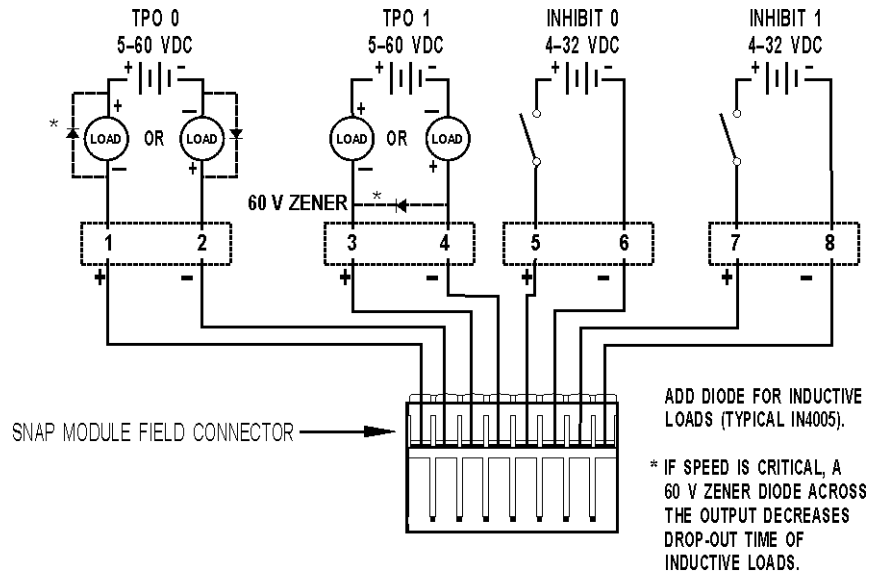 TPO 0
5–60 VDC
TPO 1
5–60 VDC
INHIBIT 0
4–32 VDC
INHIBIT 1
4–32 VDC
+ -
+ -
+ -
+ -
* LOAD + - OR LOAD - +
LOAD + - OR LOAD - +
60 V ZENER *
1 2
3 4
5 6
7 8
+ -
+ -
+ -
+ -
SNAP MODULE FIELD CONNECTOR
ADD DIODE FOR INDUCTIVE
LOADS (TYPICAL IN4005).
* IF SPEED IS CRITICAL, A
60 V ZENER DIODE ACROSS
THE OUTPUT DECREASES
DROP-OUT TIME OF
INDUCTIVE LOADS.